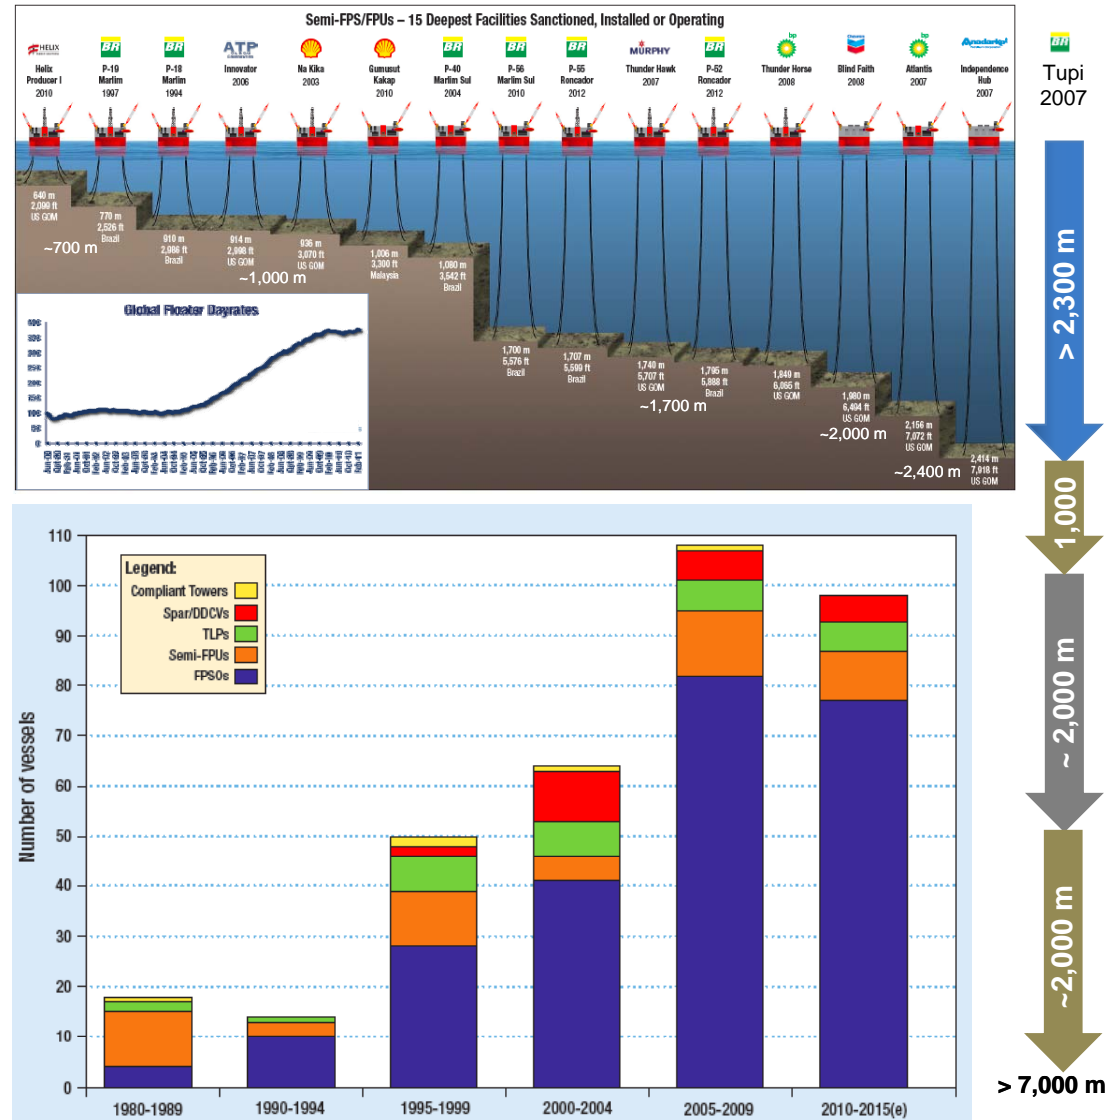 Semi-FPS/FPUs – 15 Deepest Facilities Sanctioned, Installed or Operating
HELIX
BR
BR
ATP
BR
BR
BR
MURPHY
BR
bp
Chevron
bp
Anadarko
BR
Helix
Producer I
2010
P-19
Marlim
1997
P-18
Marlim
1994
Innovator
2006
Na Kika
2003
Gumusut
Kakap
2010
P-40
Marlim Sul
2004
P-56
Marlim Sul
2010
P-55
Roncador
2012
Thunder Hawk
2007
P-52
Roncador
2012
Thunder Horse
2008
Blind Faith
2008
Atlantis
2007
Independence
Hub
2007
Tupi
2007
640 m
2,099 ft
US GOM
770 m
2,526 ft
Brazil
910 m
2,986 ft
Brazil
914 m
2,998 ft
US GOM
936 m
3,070 ft
US GOM
1,006 m
3,300 ft
Malaysia
1,080 m
3,542 ft
Brazil
1,700 m
5,576 ft
Brazil
1,707 m
5,599 ft
Brazil
1,740 m
5,707 ft
US GOM
1,795 m
5,888 ft
Brazil
1,849 m
6,065 ft
US GOM
1,980 m
6,494 ft
US GOM
2,156 m
7,072 ft
US GOM
2,414 m
7,918 ft
US GOM
~700 m
~1,000 m
~1,700 m
~2,000 m
~2,400 m
Global Floater Dayrates
> 2,300 m
1,000
~ 2,000 m
~2,000 m
> 7,000 m
Legend:
Compliant Towers
Spar/DDCVs
TLPs
Semi-FPUs
FPSOs
Number of vessels
110
100
90
80
70
60
50
40
30
20
10
0
1980-1989
1990-1994
1995-1999
2000-2004
2005-2009
2010-2015(e)